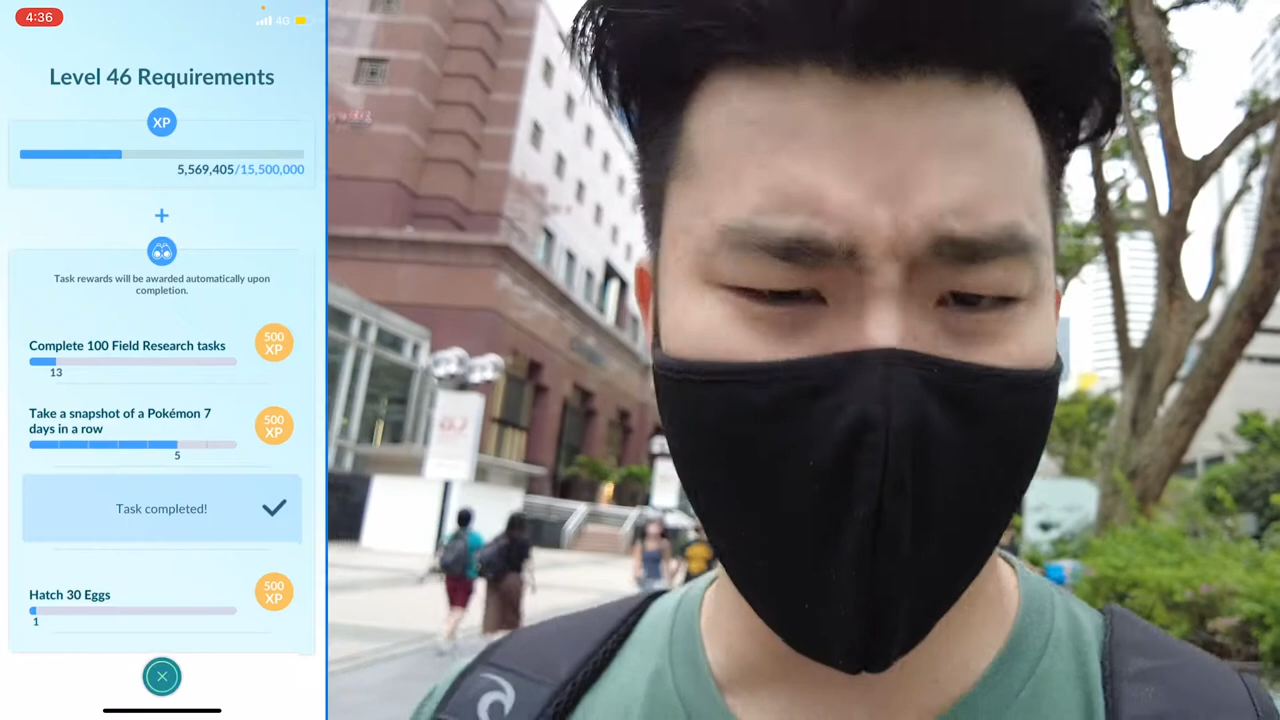 4:36
4G
Level 46 Requirements
XP
5,569,405/15,500,000
+
Task rewards will be awarded automatically upon
completion.
Complete 100 Field Research tasks
500
XP
13
Take a snapshot of a Pokémon 7
days in a row
500
XP
5
Task completed!
Hatch 30 Eggs
500
XP
1